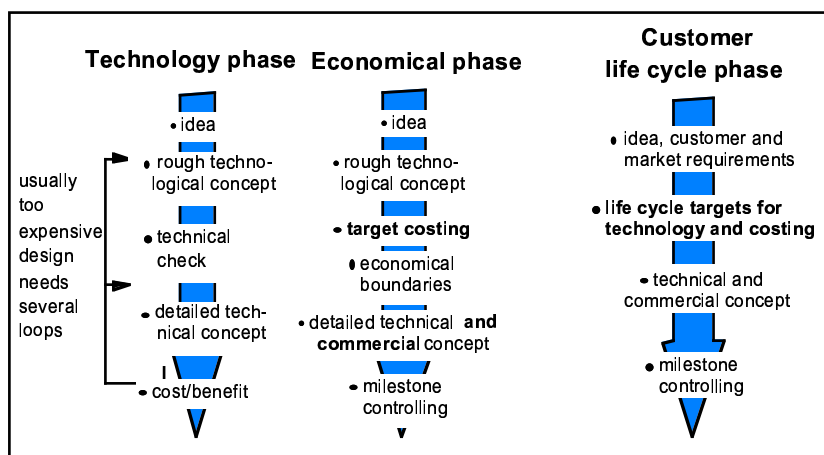 Technology phase
• idea
• rough techno-
logical concept
• technical
check
• detailed tech-
nical concept
• cost/benefit
usually
too
expensive
design
needs
several
loops
Economical phase
• idea
• rough techno-
logical concept
• target costing
• economical
boundaries
• detailed technical and
commercial concept
• milestone
controlling
Customer
life cycle phase
• idea, customer and
market requirements
• life cycle targets for
technology and costing
• technical and
commercial concept
• milestone
controlling